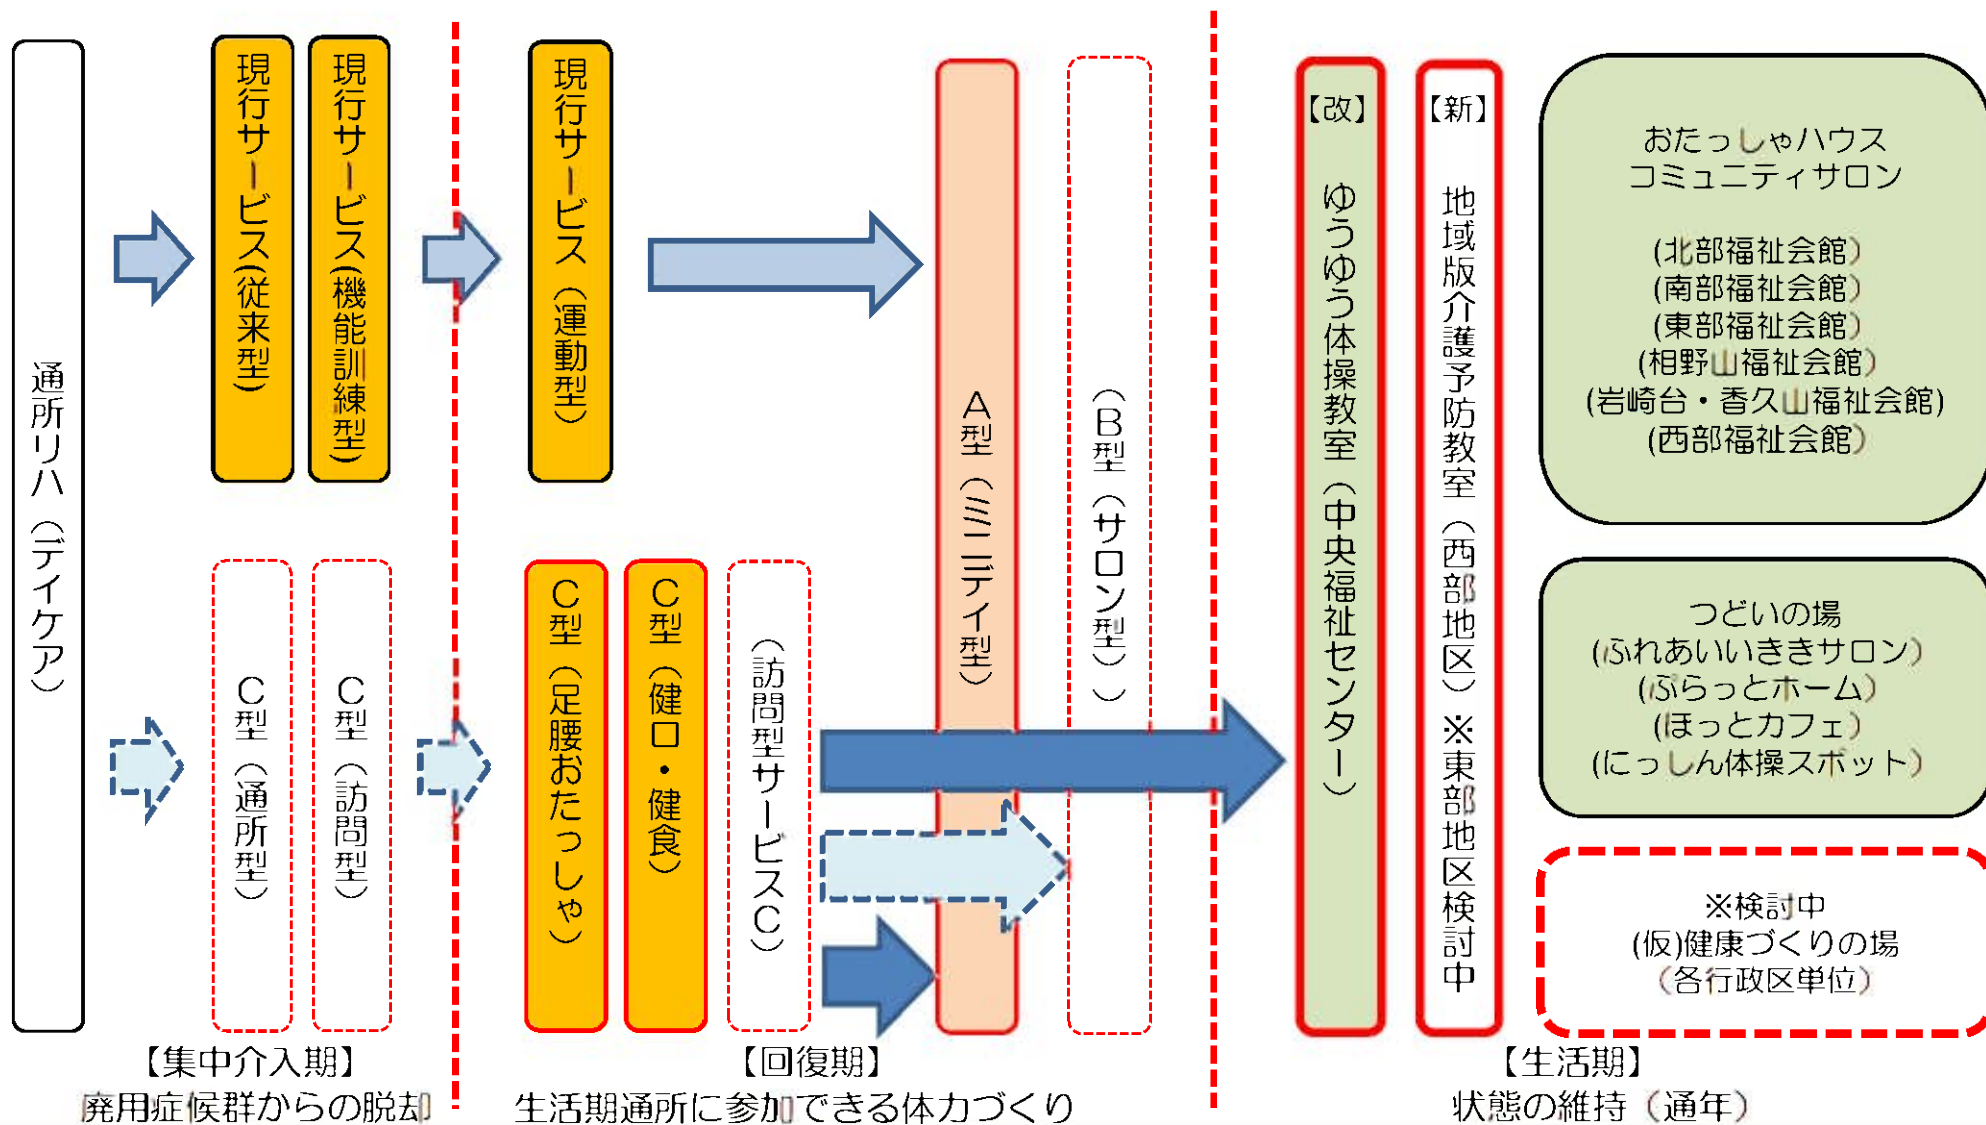 通所リハ（デイケア）
現行サービス(従来型)
現行サービス(機能訓練型)
C型（通所型）
C型（訪問型）
【集中介入期】
廃用症候群からの脱却
現行サービス（運動型）
C型（足腰おたっしゃ）
C型（健口・健食）
（訪問型サービスC）
A型（ミニデイ型）
（B型（サロン型））
【回復期】
生活期通所に参加できる体力づくり
【改】　ゆうゆう体操教室（中央福祉センター）
【新】　地域版介護予防教室（西部地区）※東部地区検討中
おたっしゃハウス
コミュニティサロン
(北部福祉会館)
(南部福祉会館)
(東部福祉会館)
(相野山福祉会館)
(岩崎台・香久山福祉会館)
(西部福祉会館)
つどいの場
(ふれあいいきいきサロン)
(ぷらっとホーム)
(ほっとカフェ)
(にっしん体操スポット)
※検討中
(仮)健康づくりの場
（各行政区単位）
【生活期】
状態の維持（通年）